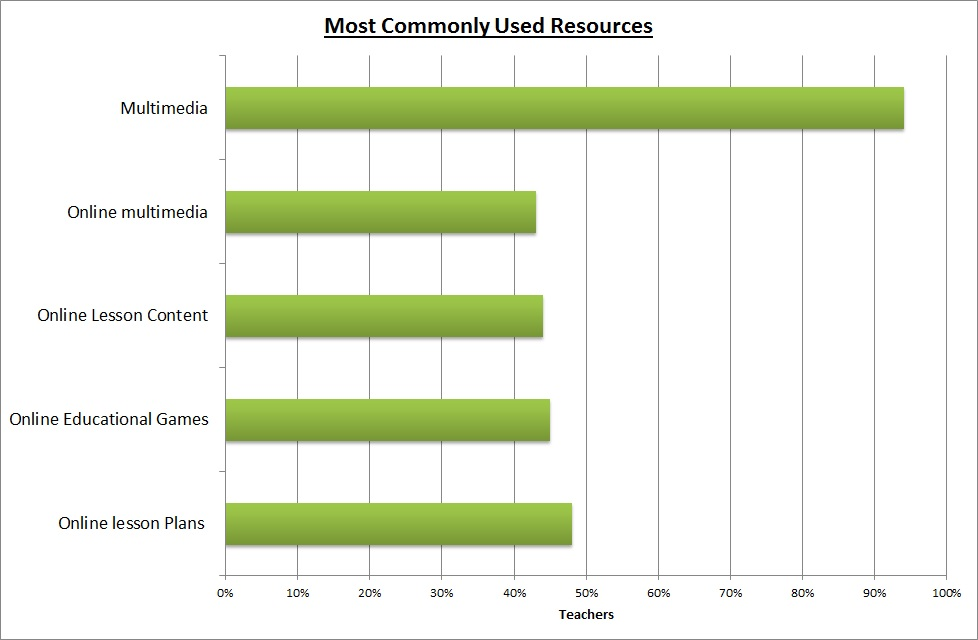 Most Commonly Used Resources
Multimedia
Online multimedia
Online Lesson Content
Online Educational Games
Online lesson Plans
0% 10% 20% 30% 40% 50% 60% 70% 80% 90% 100%
Teachers